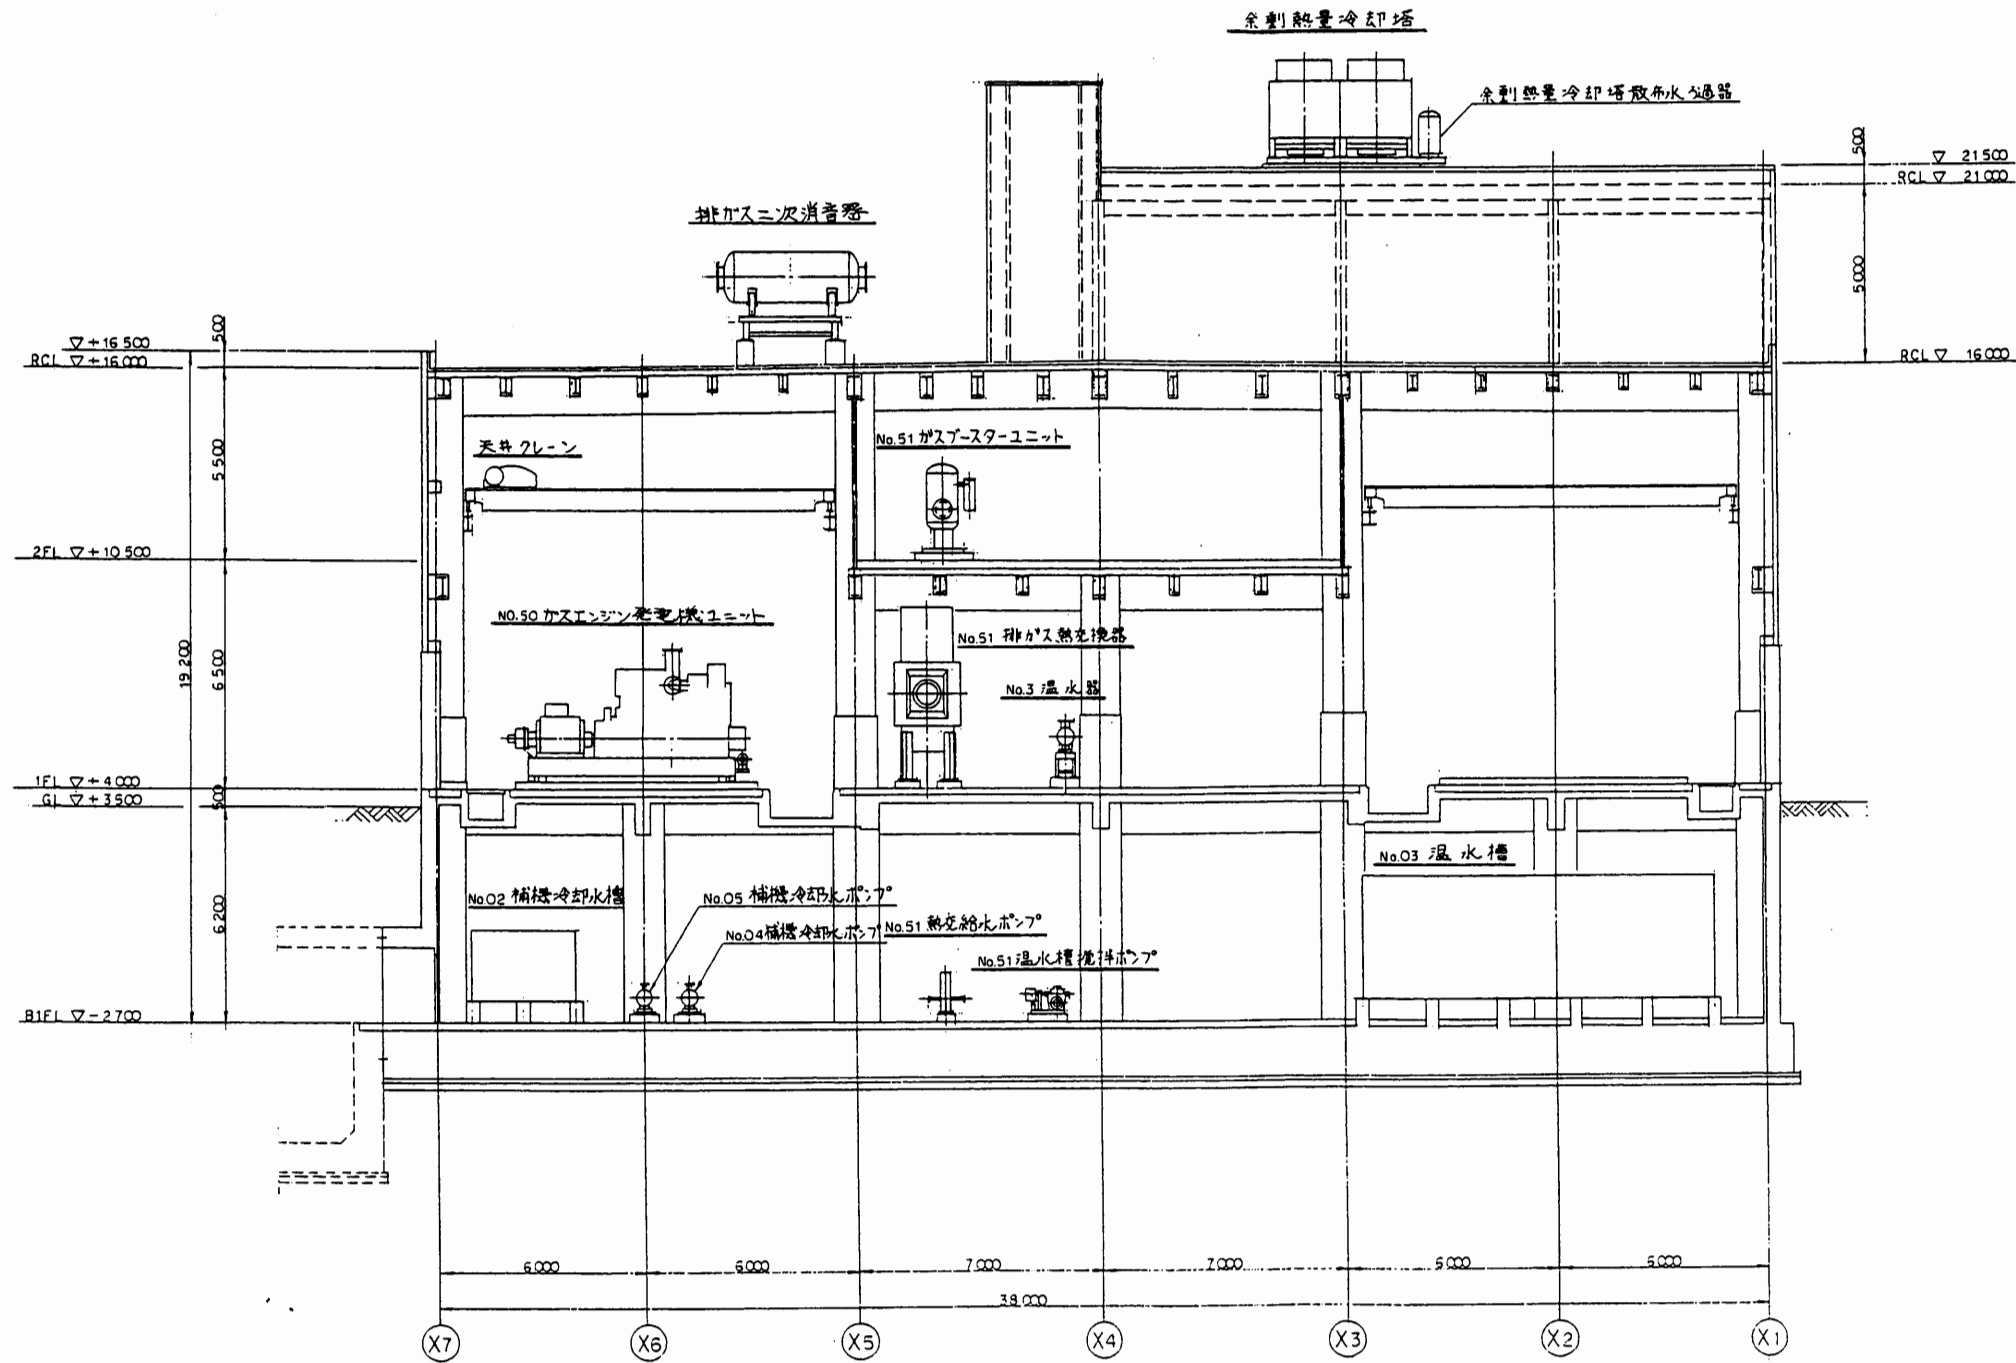 余剰熱量冷却塔
余剰熱量冷却塔散布水ろ過器
500
▽ 21500
RCL ▽ 21000
5000
RCL ▽ 16000
排ガス二次消音器
500
▽+16500
RCL ▽+16000
天井クレーン
No.51 ガスブースターユニット
5500
2FL ▽+10500
NO.50 ガスエンジン発電機ユニット
No.51 排ガス熱交換器
No.3 温水器
19200
6500
1FL ▽+4000
GL ▽+3500
500
No.03 温水槽
No.02 補機冷却水槽
No.05 補機冷却水ポンプ
No.04 補機冷却水ポンプ
No.51 熱交給水ポンプ
No.51 温水槽撹拌ポンプ
6200
B1FL ▽-2700
6000
6000
7000
7000
6000
6000
38000
X7
X6
X5
X4
X3
X2
X1